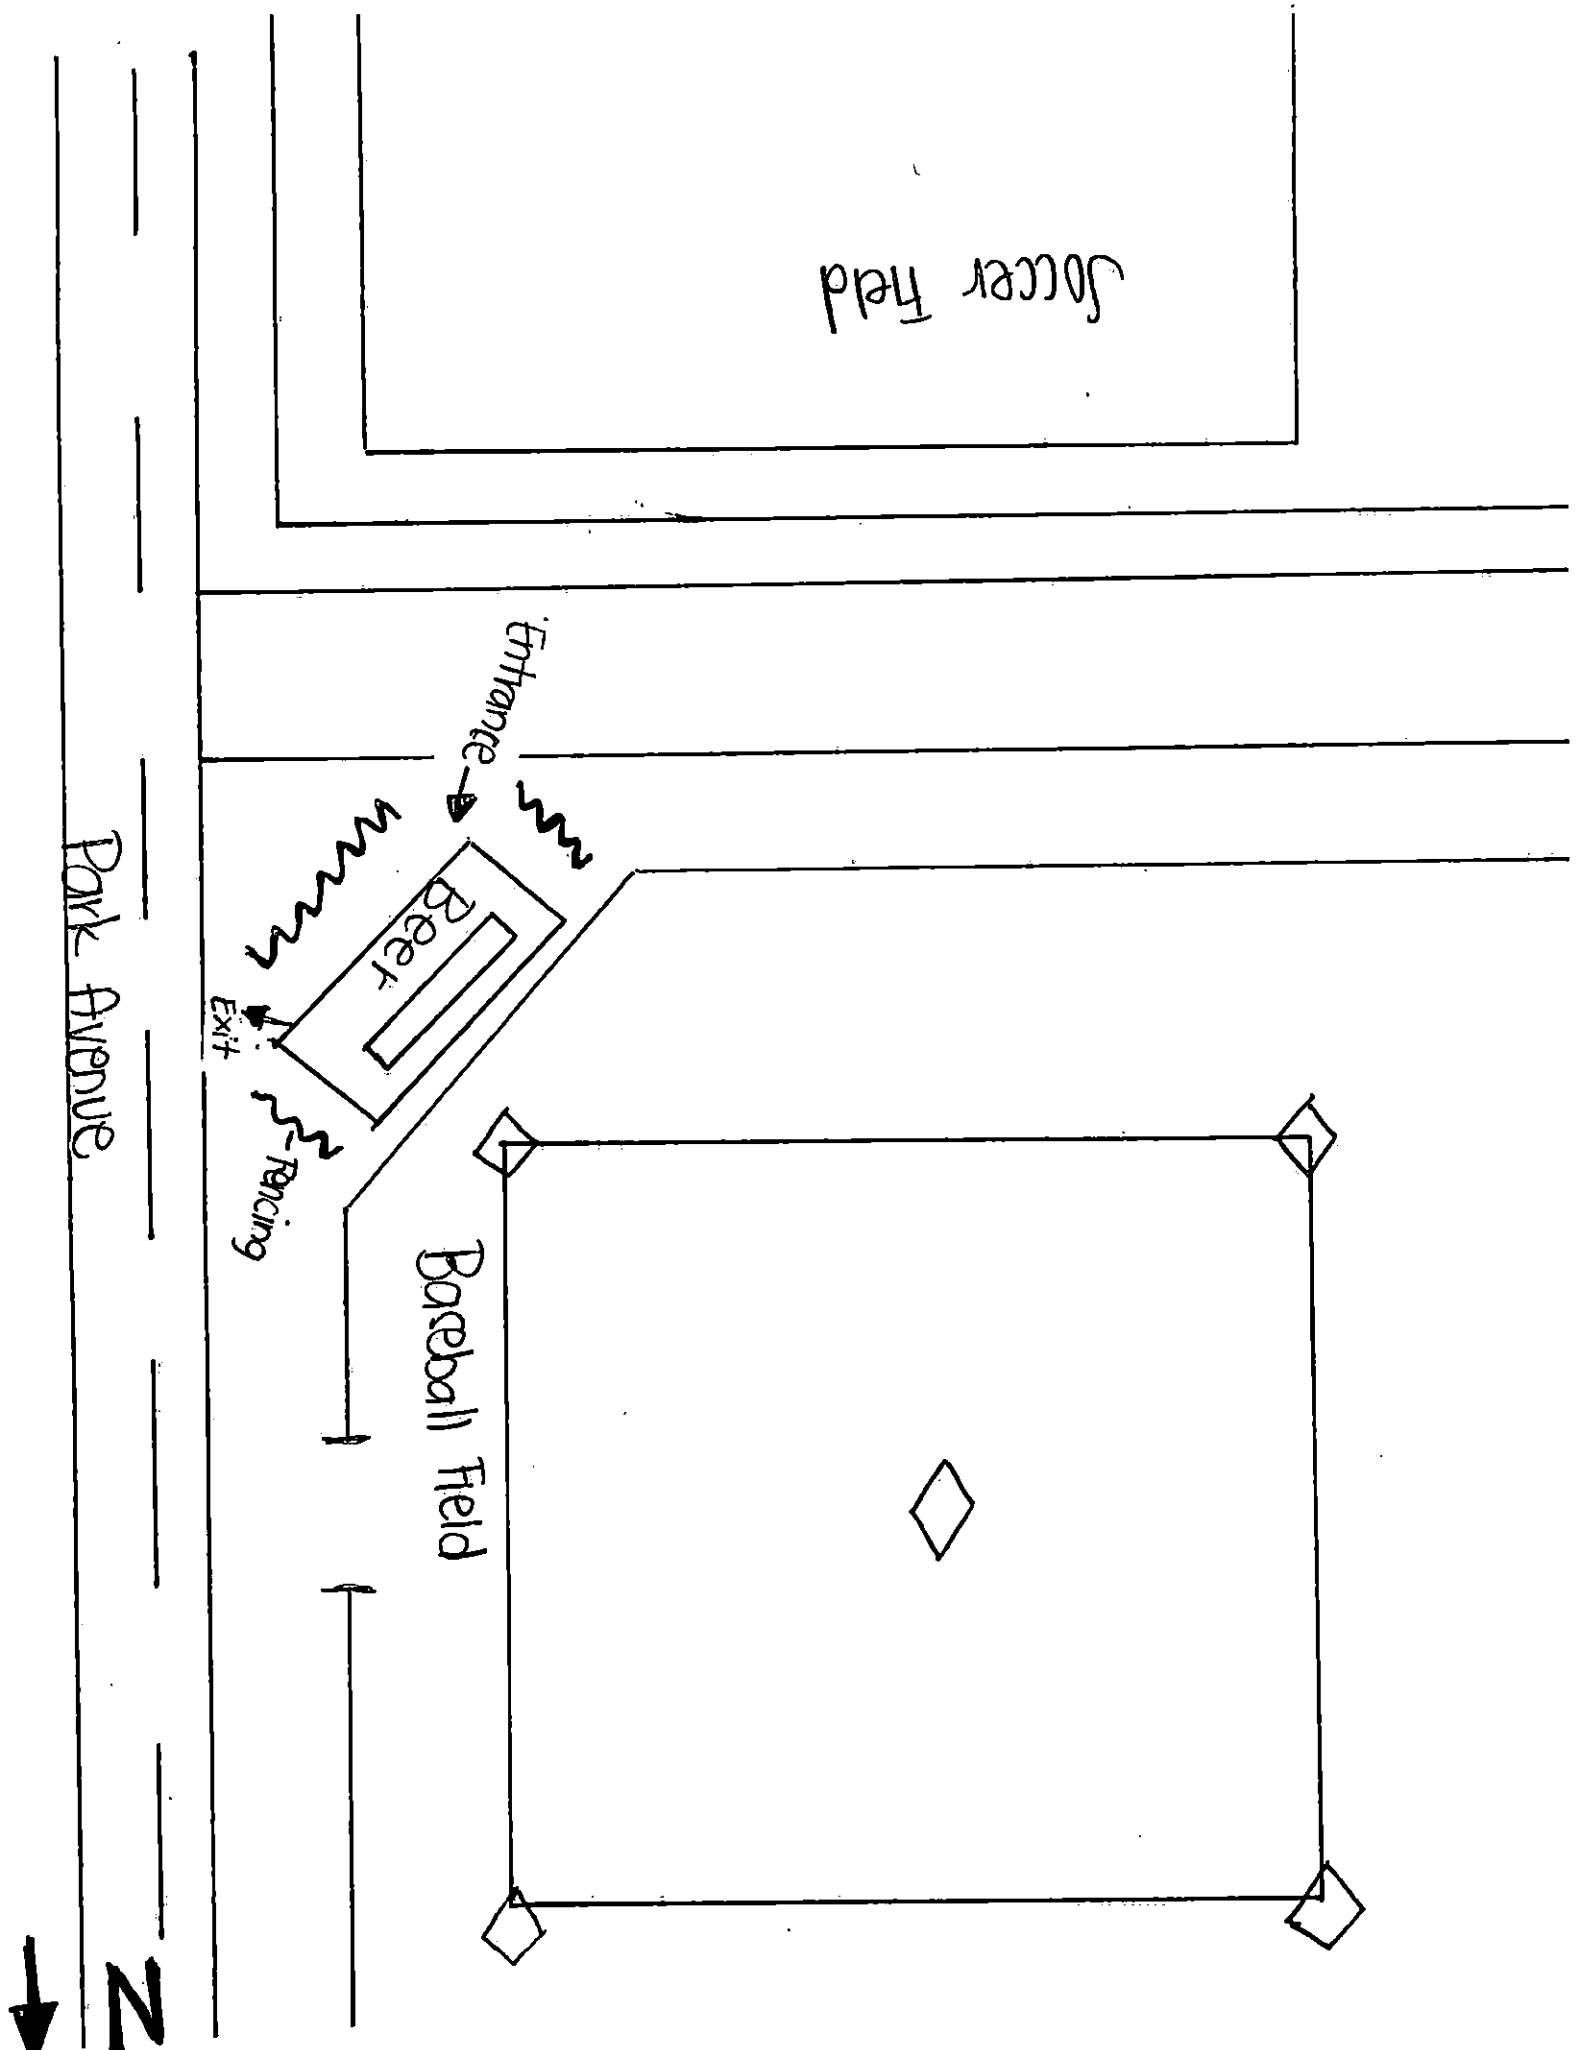 Soccer Field
Entrance
Beer
Exit
Fencing
Park Avenue
Baseball Field
N